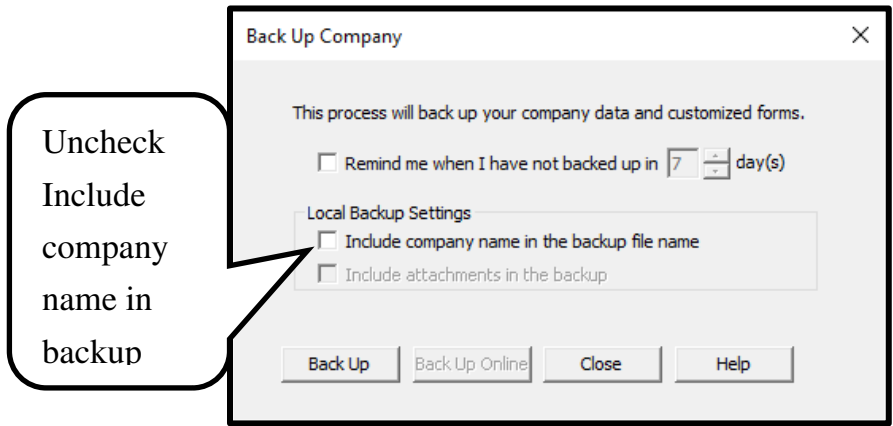 Back Up Company
Uncheck
Include
company
name in
backup
This process will back up your company data and customized forms.
Remind me when I have not backed up in 7 day(s)
Local Backup Settings
Include company name in the backup file name
Include attachments in the backup
Back Up Back Up Online Close Help